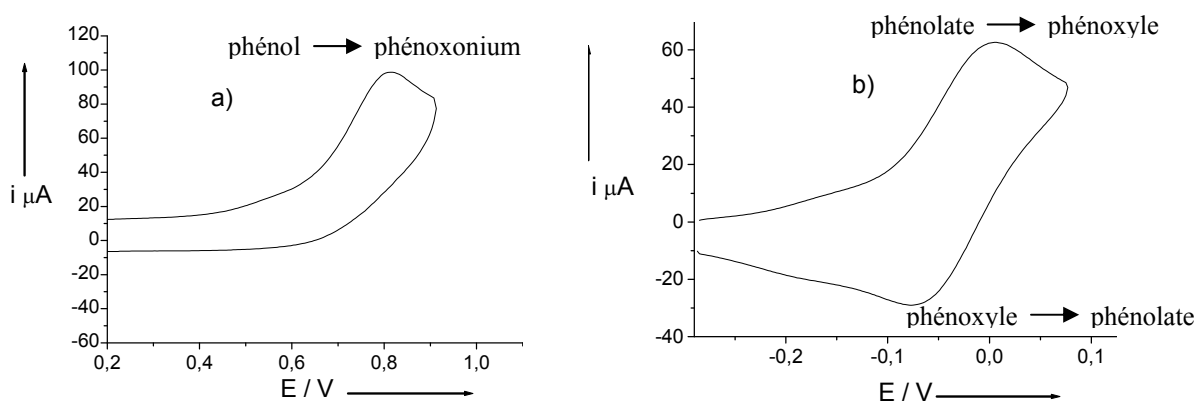 phénol → phénoxonium
a)
120
100
80
60
40
20
0
-20
-40
-60
i μA
0,2
0,4
0,6
0,8
1,0
E / V
phénolate → phénoxyle
b)
60
40
20
0
-20
-40
i μA
phénoxyle → phénolate
-0,2
-0,1
0,0
0,1
E / V